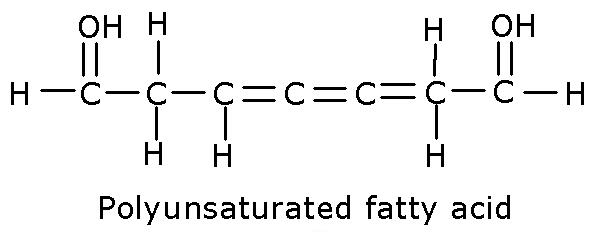 OH H H OH
H—C—C—C=C=C=C—C—H
H H H
Polyunsaturated fatty acid